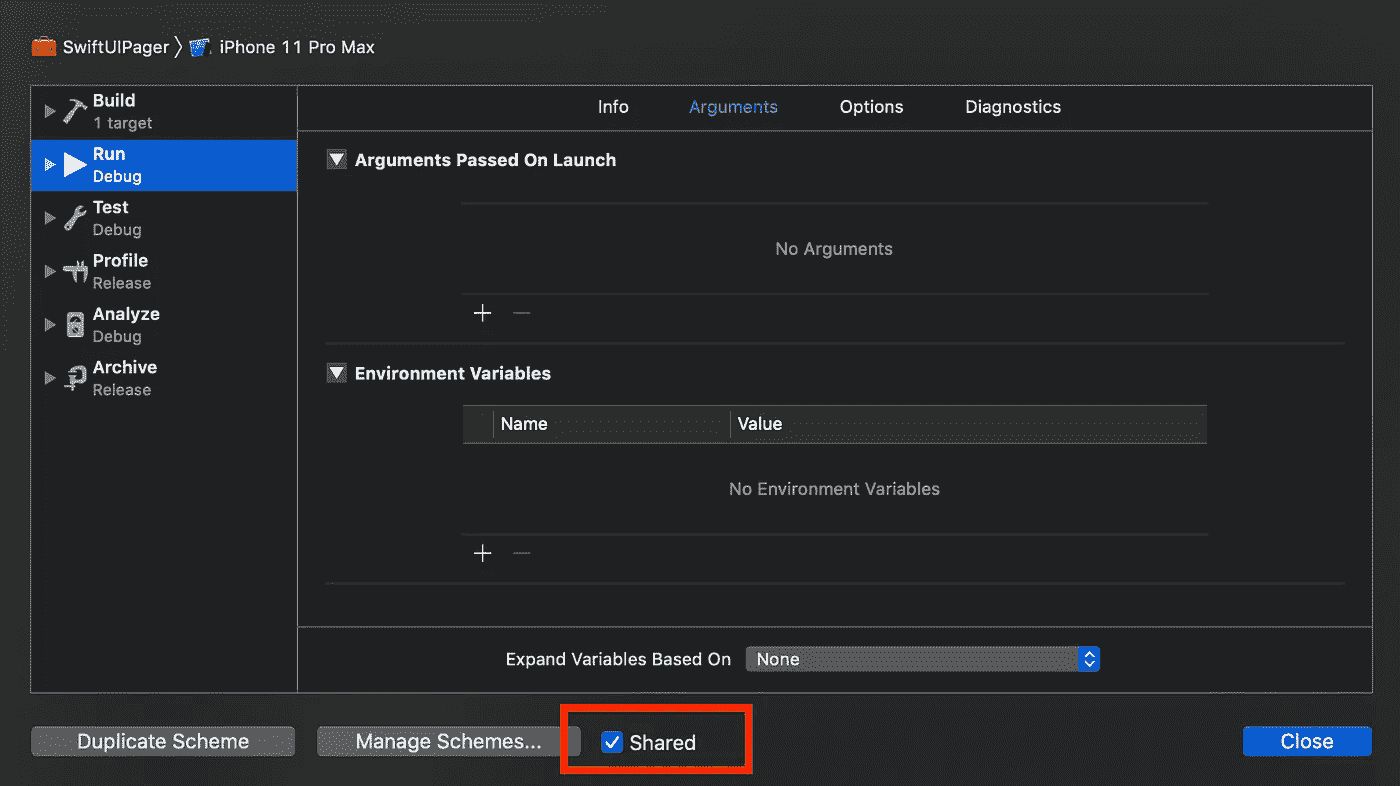 SwiftUIPager iPhone 11 Pro Max
Build
1 target
Run
Debug
Test
Debug
Profile
Release
Analyze
Debug
Archive
Release
Info Arguments Options Diagnostics
Arguments Passed On Launch
No Arguments
Environment Variables
Name Value
No Environment Variables
Expand Variables Based On None
Duplicate Scheme Manage Schemes... Shared Close